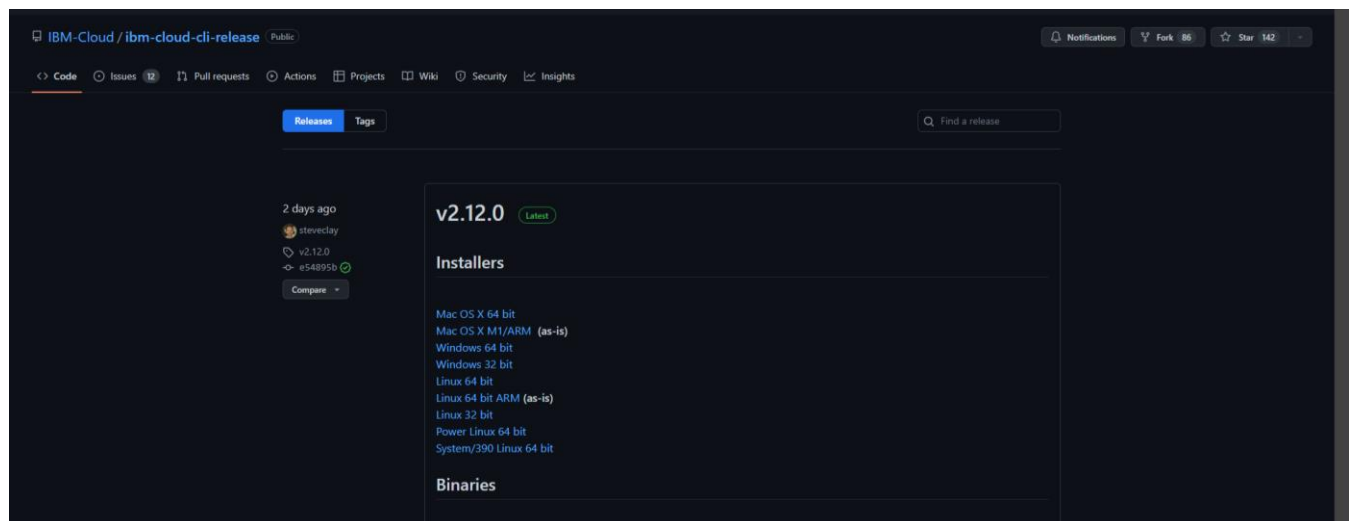 IBM-Cloud / ibm-cloud-cli-release Public Notifications Fork 86 Star 142
<> Code Issues 12 Pull requests Actions Projects Wiki Security Insights
Releases Tags Find a release
2 days ago
steveclay
v2.12.0
e54895b
Compare
v2.12.0 Latest
Installers
Mac OS X 64 bit
Mac OS X M1/ARM (as-is)
Windows 64 bit
Windows 32 bit
Linux 64 bit
Linux 64 bit ARM (as-is)
Linux 32 bit
Power Linux 64 bit
System/390 Linux 64 bit
Binaries